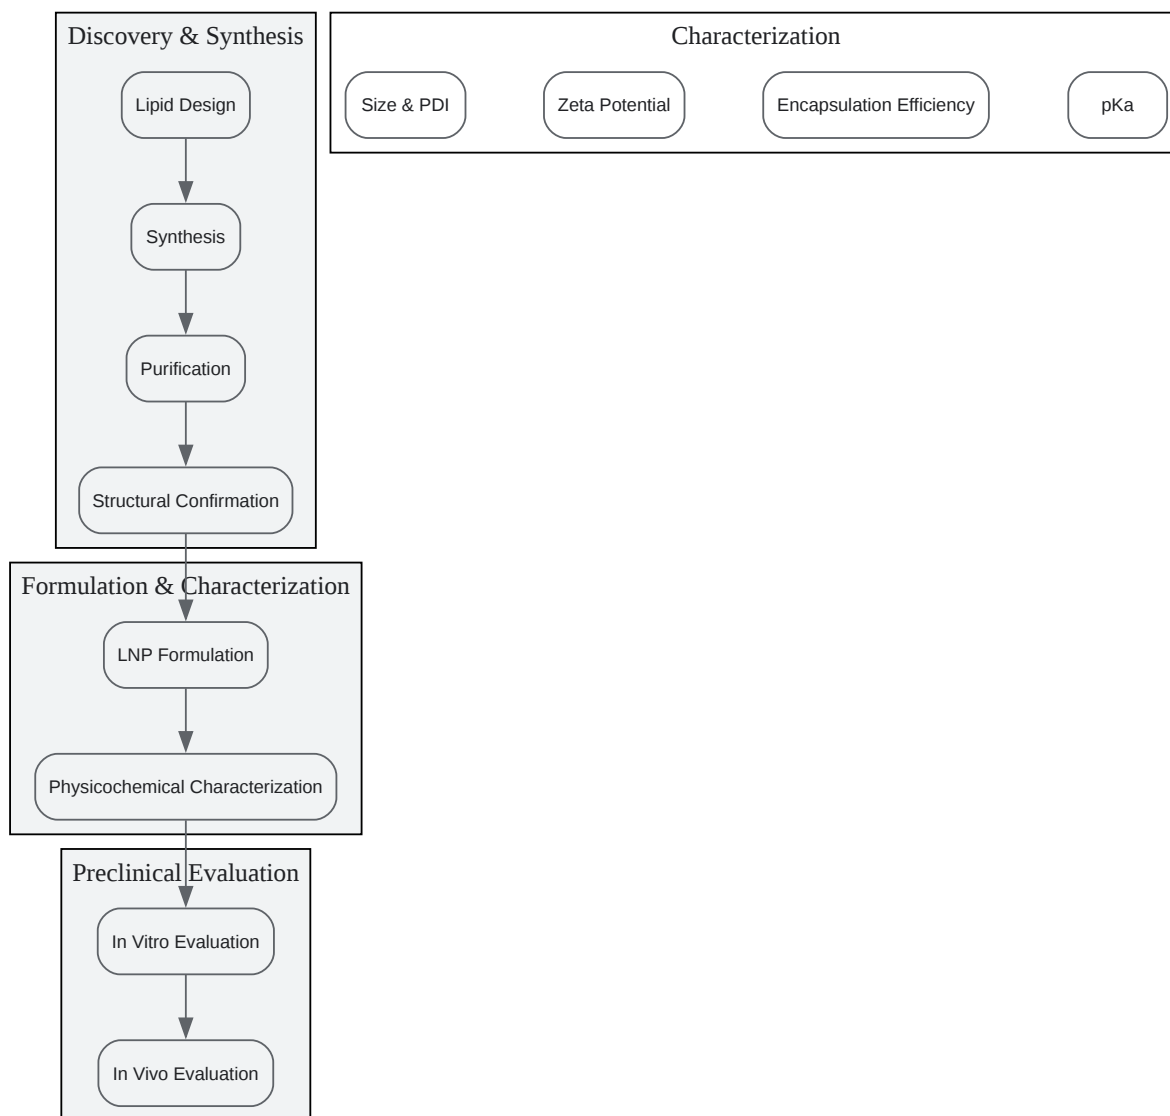 Discovery & Synthesis
Lipid Design
Synthesis
Purification
Structural Confirmation
Formulation & Characterization
LNP Formulation
Physicochemical Characterization
Preclinical Evaluation
In Vitro Evaluation
In Vivo Evaluation
Characterization
Size & PDI
Zeta Potential
Encapsulation Efficiency
pKa